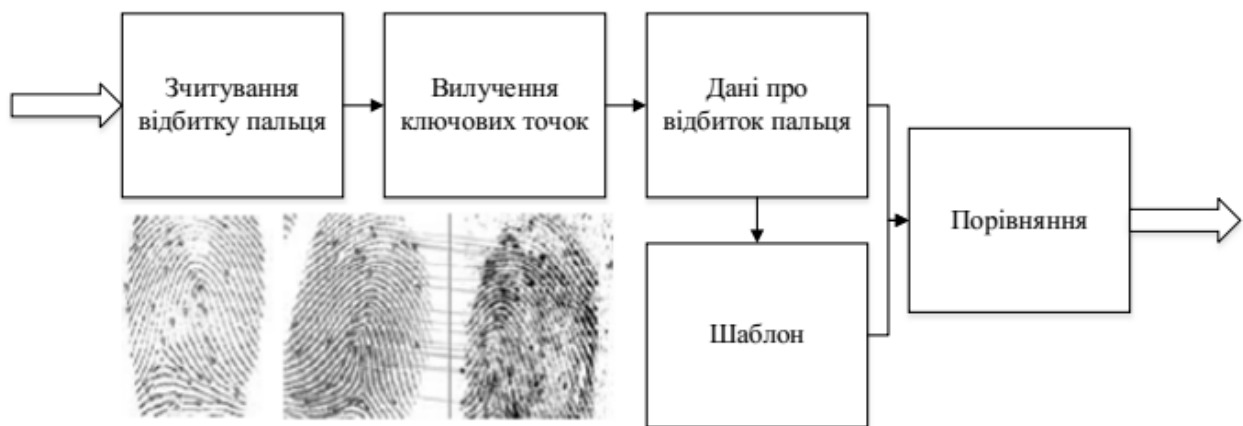 Зчитування
відбитку пальця
Вилучення
ключових точок
Дані про
відбиток пальця
Порівняння
Шаблон